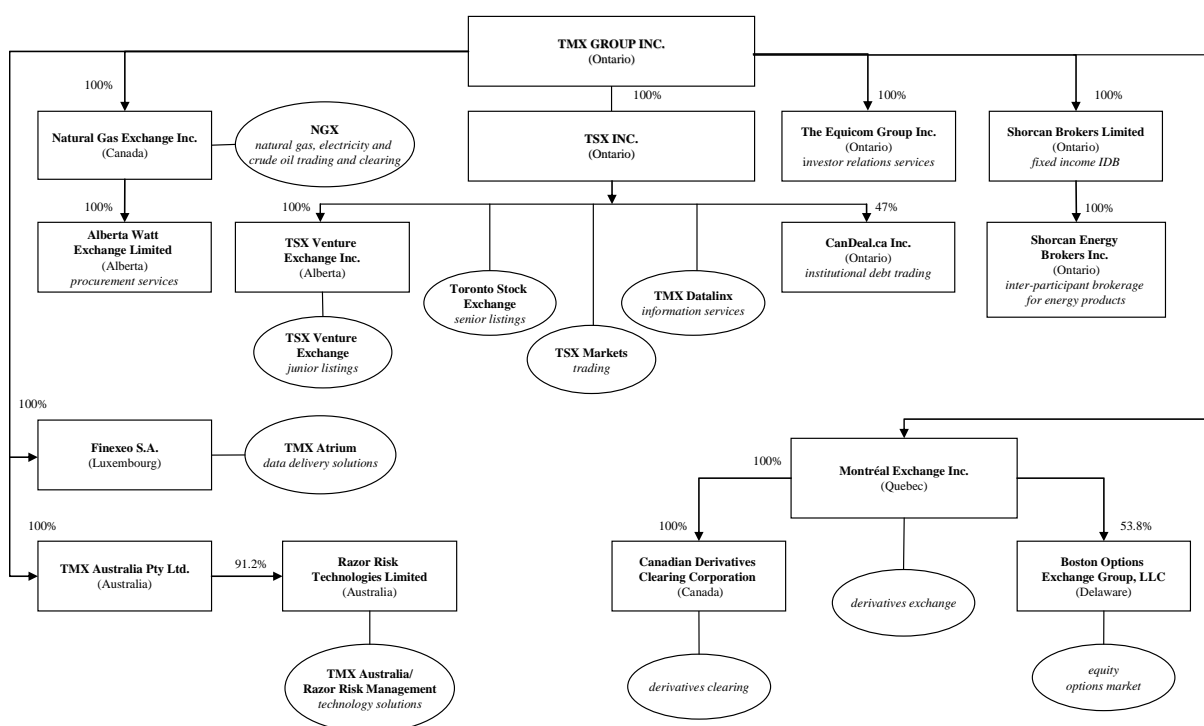 TMX GROUP INC.
(Ontario)
100%
100%
100%
100%
Natural Gas Exchange Inc.
(Canada)
NGX
natural gas, electricity and
crude oil trading and clearing
TSX INC.
(Ontario)
The Equicom Group Inc.
(Ontario)
investor relations services
Shorcan Brokers Limited
(Ontario)
fixed income IDB
100%
100%
47%
100%
Alberta Watt
Exchange Limited
(Alberta)
procurement services
TSX Venture
Exchange Inc.
(Alberta)
Toronto Stock
Exchange
senior listings
TMX Datalinx
information services
CanDeal.ca Inc.
(Ontario)
institutional debt trading
Shorcan Energy
Brokers Inc.
(Ontario)
inter-participant brokerage
for energy products
TSX Venture
Exchange
junior listings
TSX Markets
trading
100%
Finexeo S.A.
(Luxembourg)
TMX Atrium
data delivery solutions
100%
Montréal Exchange Inc.
(Quebec)
100%
91.2%
100%
53.8%
TMX Australia Pty Ltd.
(Australia)
Razor Risk
Technologies Limited
(Australia)
Canadian Derivatives
Clearing Corporation
(Canada)
derivatives exchange
Boston Options
Exchange Group, LLC
(Delaware)
TMX Australia/
Razor Risk Management
technology solutions
derivatives clearing
equity
options market